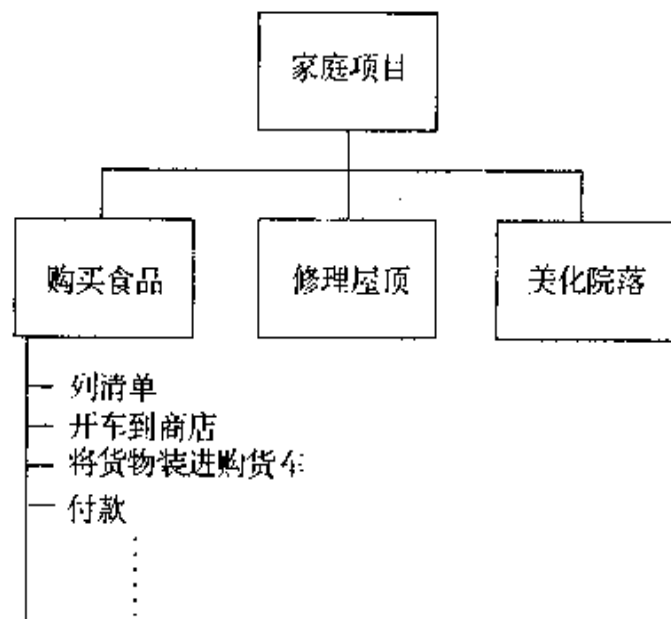 家庭项目
购买食品
修理屋顶
美化院落
列清单
开车到商店
将货物装进购货车
付款